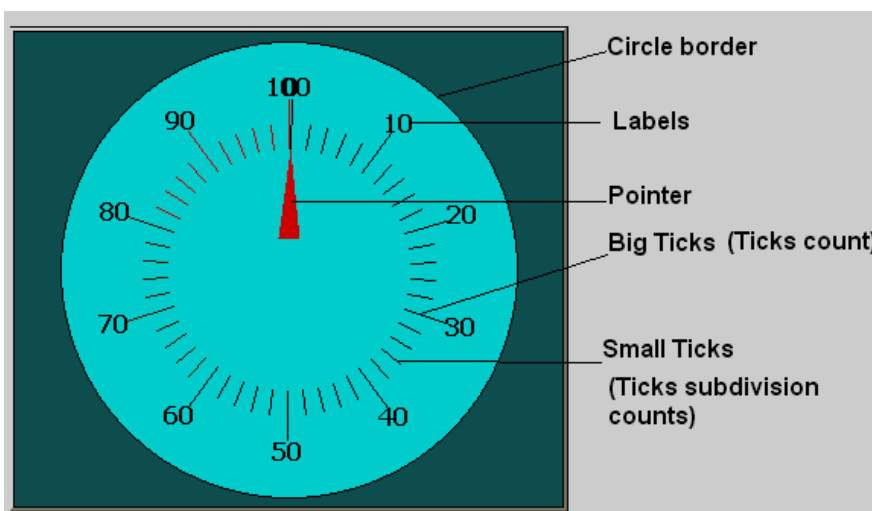 Circle border
100
10
Labels
90
Pointer
80
20
Big Ticks (Ticks count)
70
30
Small Ticks
(Ticks subdivision
counts)
60
40
50